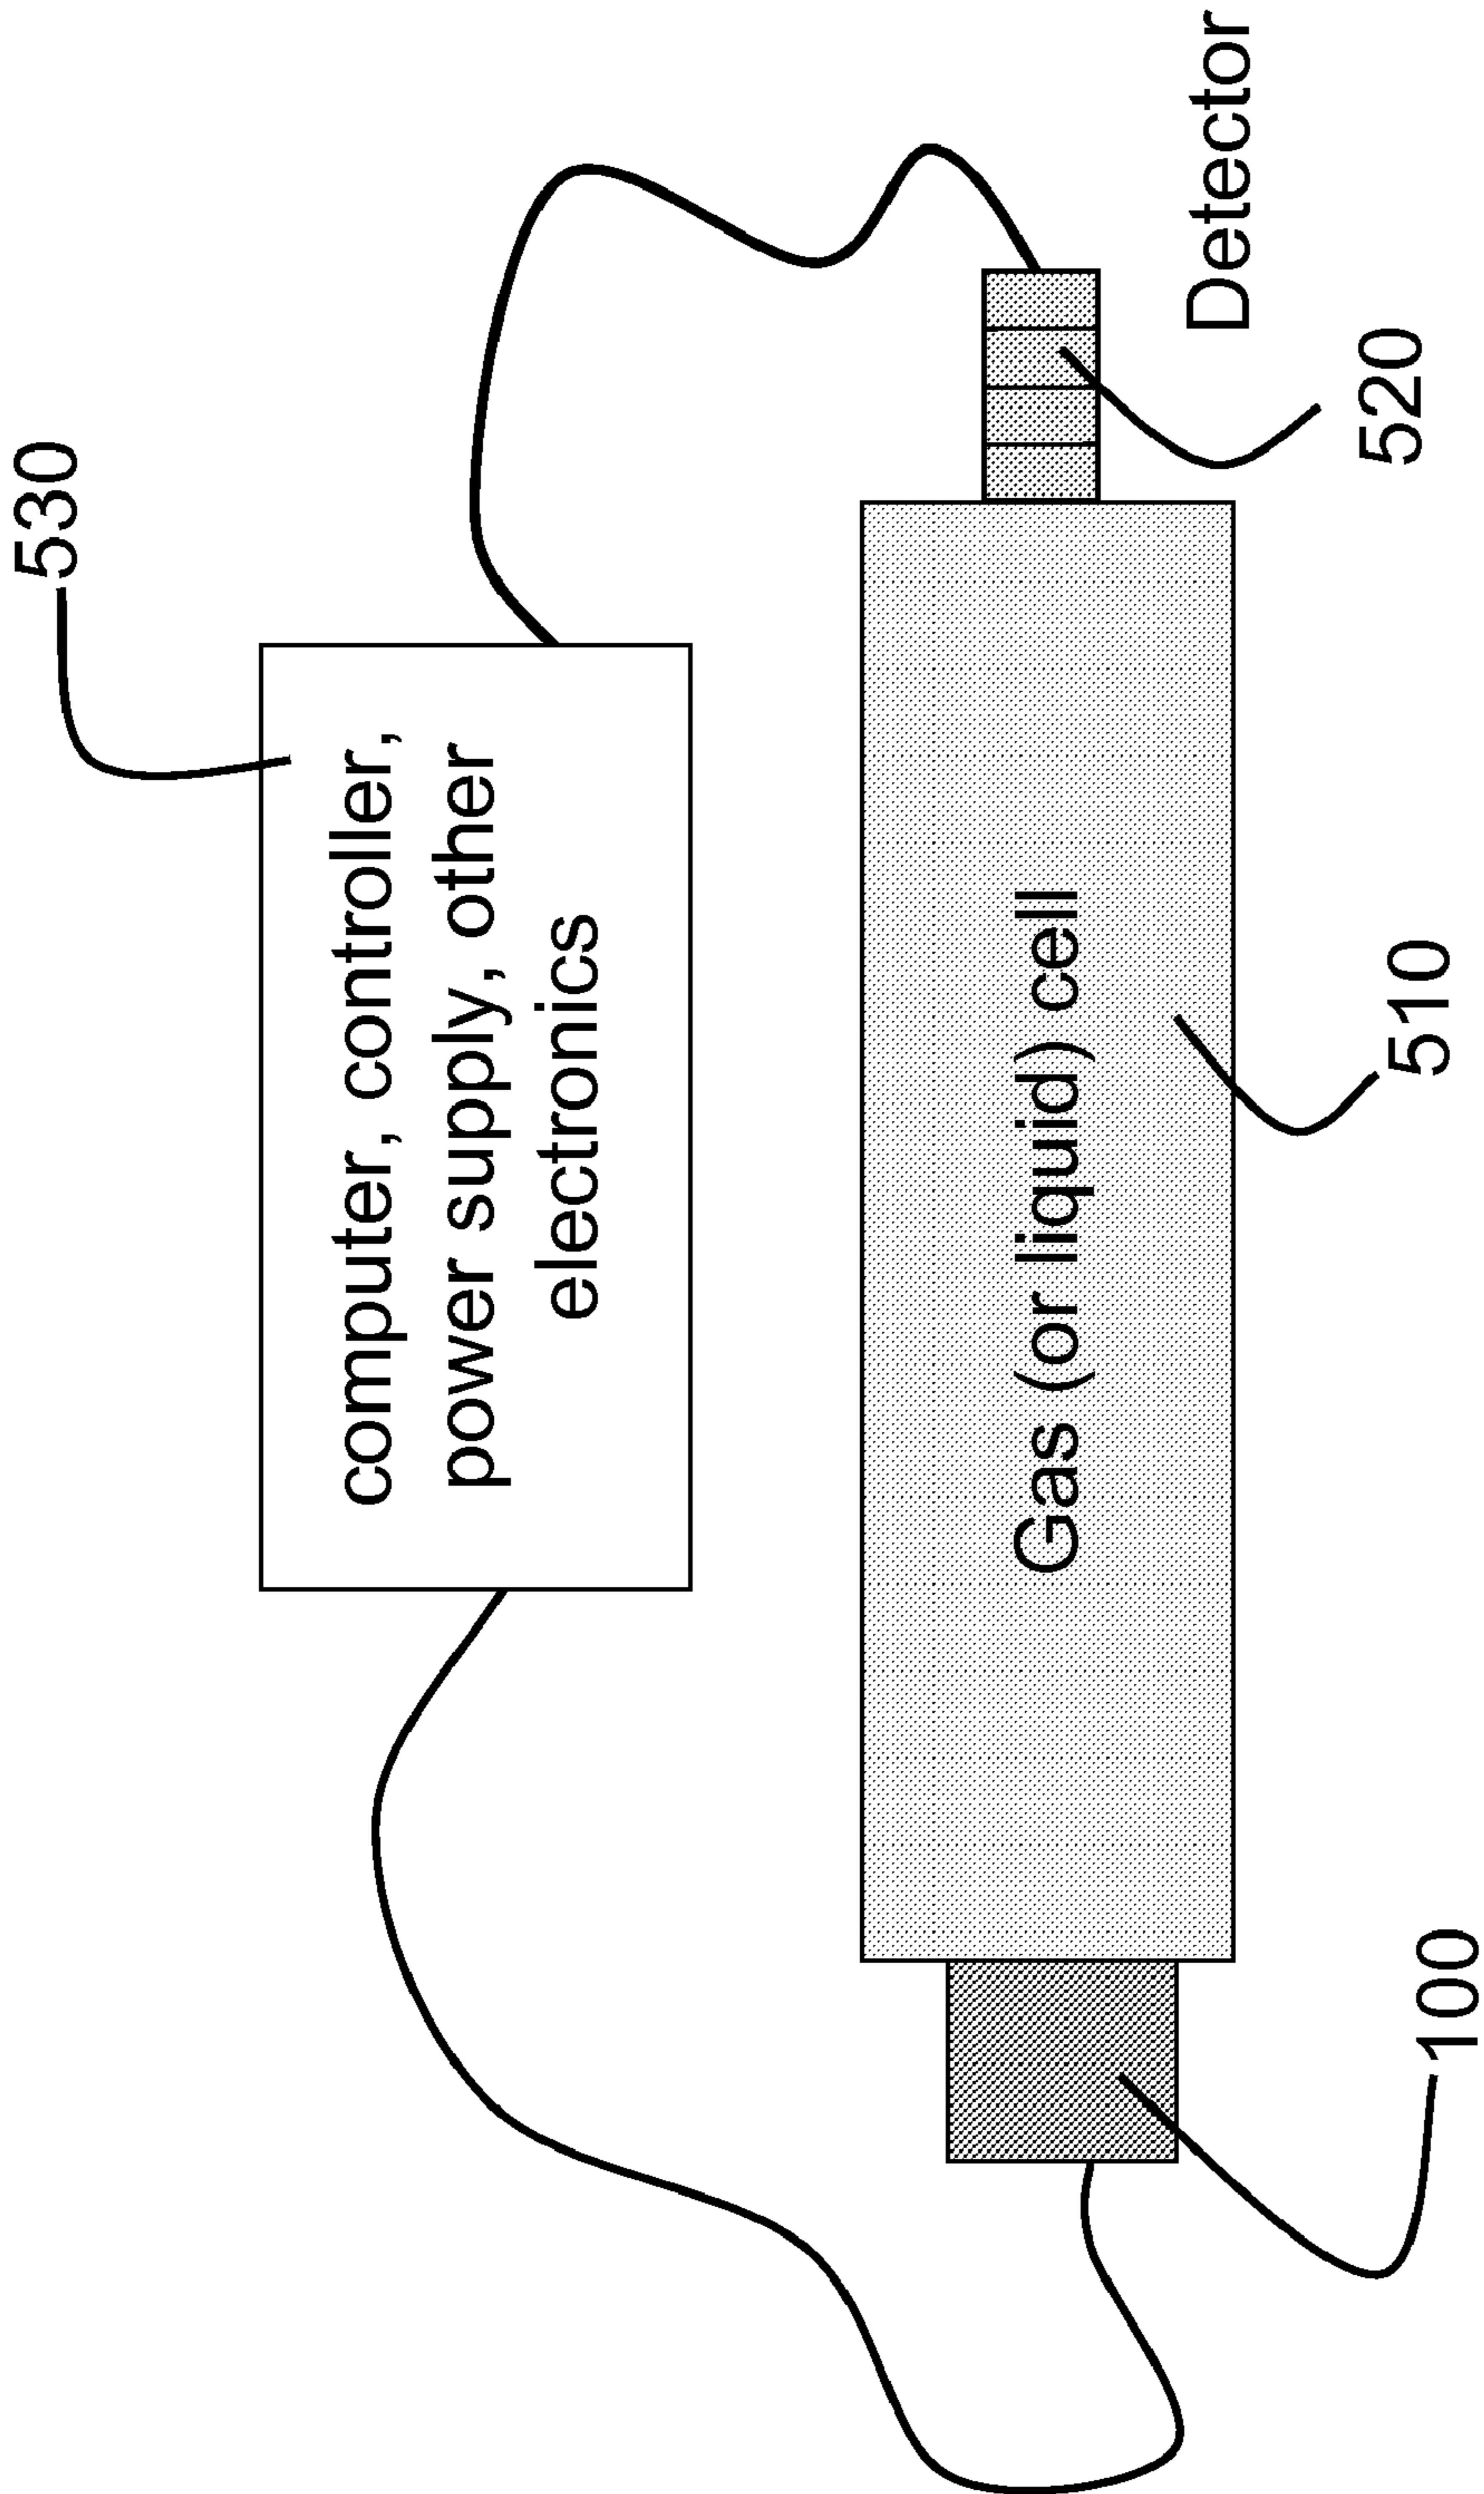 530
computer, controller,
power supply, other
electronics
Gas (or liquid) cell
Detector
520
510
100